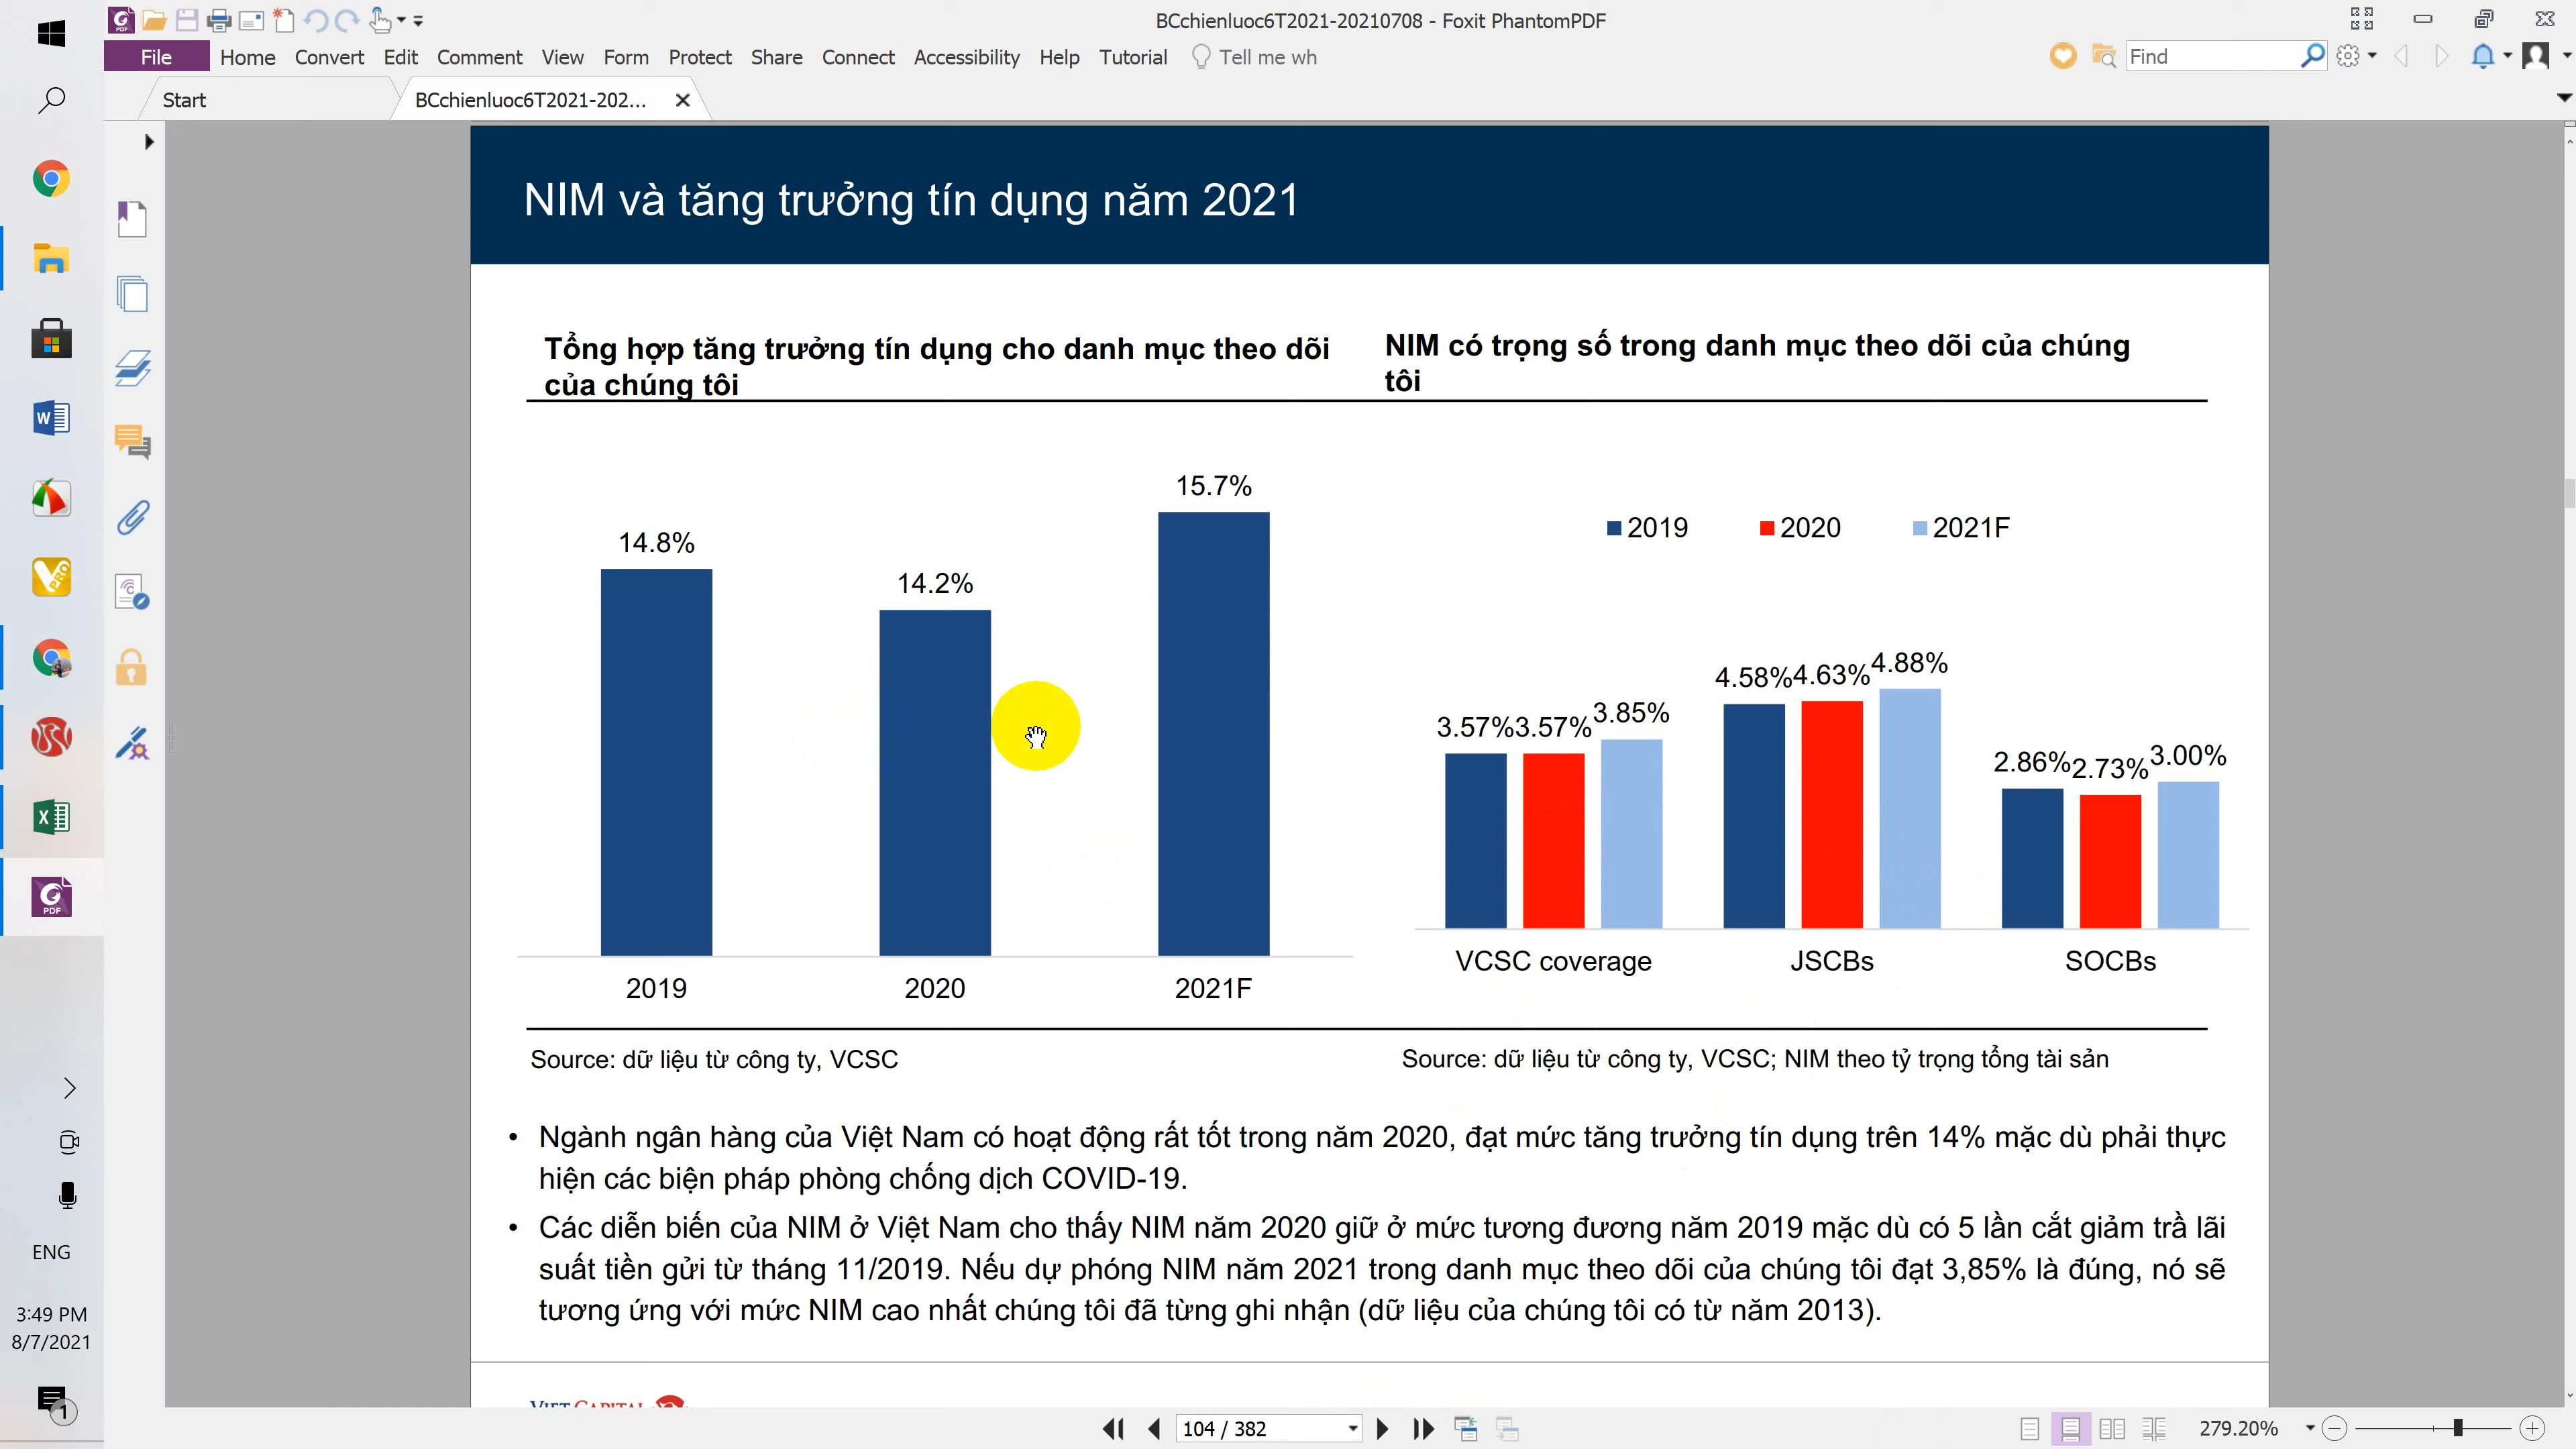 BCchienluoc6T2021-20210708 - Foxit PhantomPDF
File Home Convert Edit Comment View Form Protect Share Connect Accessibility Help Tutorial Tell me wh Find
Start BCchienluoc6T2021-202...
NIM và tăng trưởng tín dụng năm 2021
Tổng hợp tăng trưởng tín dụng cho danh mục theo dõi
của chúng tôi
14.8%
14.2%
15.7%
2019 2020 2021F
Source: dữ liệu từ công ty, VCSC
NIM có trọng số trong danh mục theo dõi của chúng
tôi
2019 2020 2021F
3.57% 3.57% 3.85%
4.58% 4.63% 4.88%
2.86% 2.73% 3.00%
VCSC coverage JSCBs SOCBs
Source: dữ liệu từ công ty, VCSC; NIM theo tỷ trọng tổng tài sản
• Ngành ngân hàng của Việt Nam có hoạt động rất tốt trong năm 2020, đạt mức tăng trưởng tín dụng trên 14% mặc dù phải thực
hiện các biện pháp phòng chống dịch COVID-19.
• Các diễn biến của NIM ở Việt Nam cho thấy NIM năm 2020 giữ ở mức tương đương năm 2019 mặc dù có 5 lần cắt giảm trầ lãi
suất tiền gửi từ tháng 11/2019. Nếu dự phóng NIM năm 2021 trong danh mục theo dõi của chúng tôi đạt 3,85% là đúng, nó sẽ
tương ứng với mức NIM cao nhất chúng tôi đã từng ghi nhận (dữ liệu của chúng tôi có từ năm 2013).
VIET CAPITAL
ENG
3:49 PM
8/7/2021
1
104 / 382
279.20%